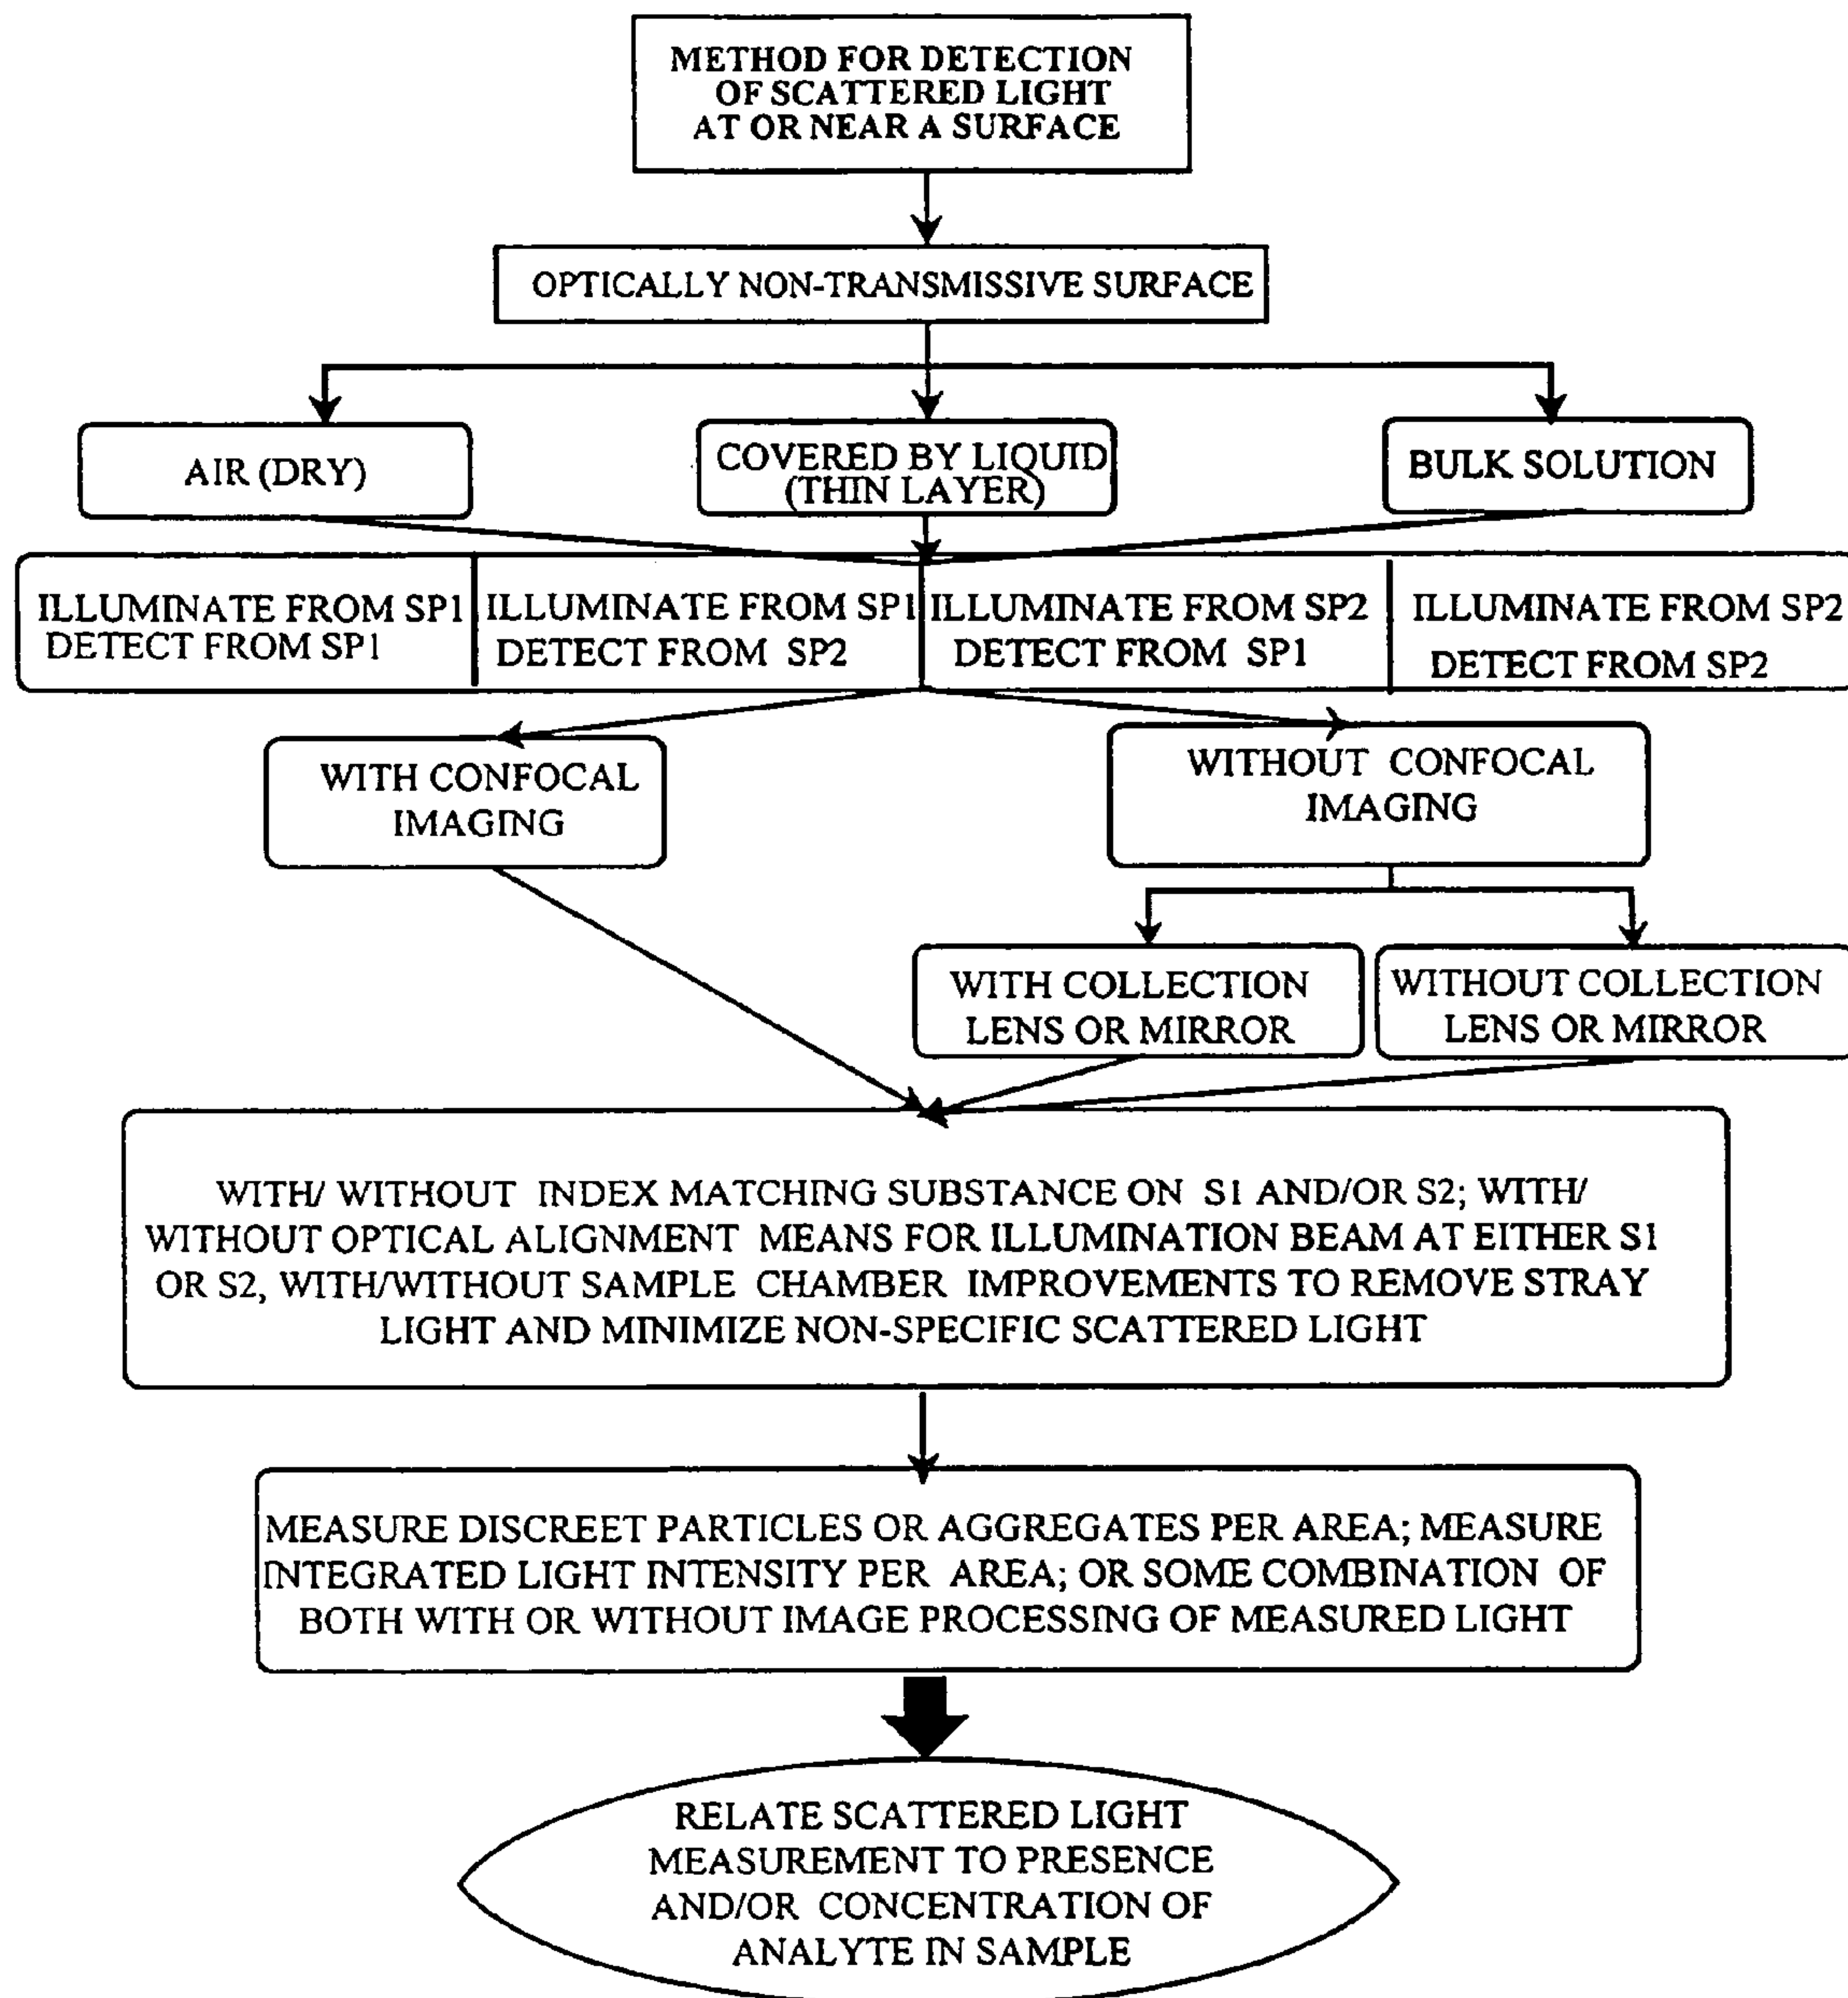 METHOD FOR DETECTION
OF SCATTERED LIGHT
AT OR NEAR A SURFACE
OPTICALLY NON-TRANSMISSIVE SURFACE
AIR (DRY)
COVERED BY LIQUID
(THIN LAYER)
BULK SOLUTION
ILLUMINATE FROM SP1
DETECT FROM SP1
ILLUMINATE FROM SP1
DETECT FROM SP2
ILLUMINATE FROM SP2
DETECT FROM SP1
ILLUMINATE FROM SP2
DETECT FROM SP2
WITH CONFOCAL
IMAGING
WITHOUT CONFOCAL
IMAGING
WITH COLLECTION
LENS OR MIRROR
WITHOUT COLLECTION
LENS OR MIRROR
WITH/ WITHOUT INDEX MATCHING SUBSTANCE ON S1 AND/OR S2; WITH/
WITHOUT OPTICAL ALIGNMENT MEANS FOR ILLUMINATION BEAM AT EITHER S1
OR S2, WITH/WITHOUT SAMPLE CHAMBER IMPROVEMENTS TO REMOVE STRAY
LIGHT AND MINIMIZE NON-SPECIFIC SCATTERED LIGHT
MEASURE DISCREET PARTICLES OR AGGREGATES PER AREA; MEASURE
INTEGRATED LIGHT INTENSITY PER AREA; OR SOME COMBINATION OF
BOTH WITH OR WITHOUT IMAGE PROCESSING OF MEASURED LIGHT
RELATE SCATTERED LIGHT
MEASUREMENT TO PRESENCE
AND/OR CONCENTRATION OF
ANALYTE IN SAMPLE